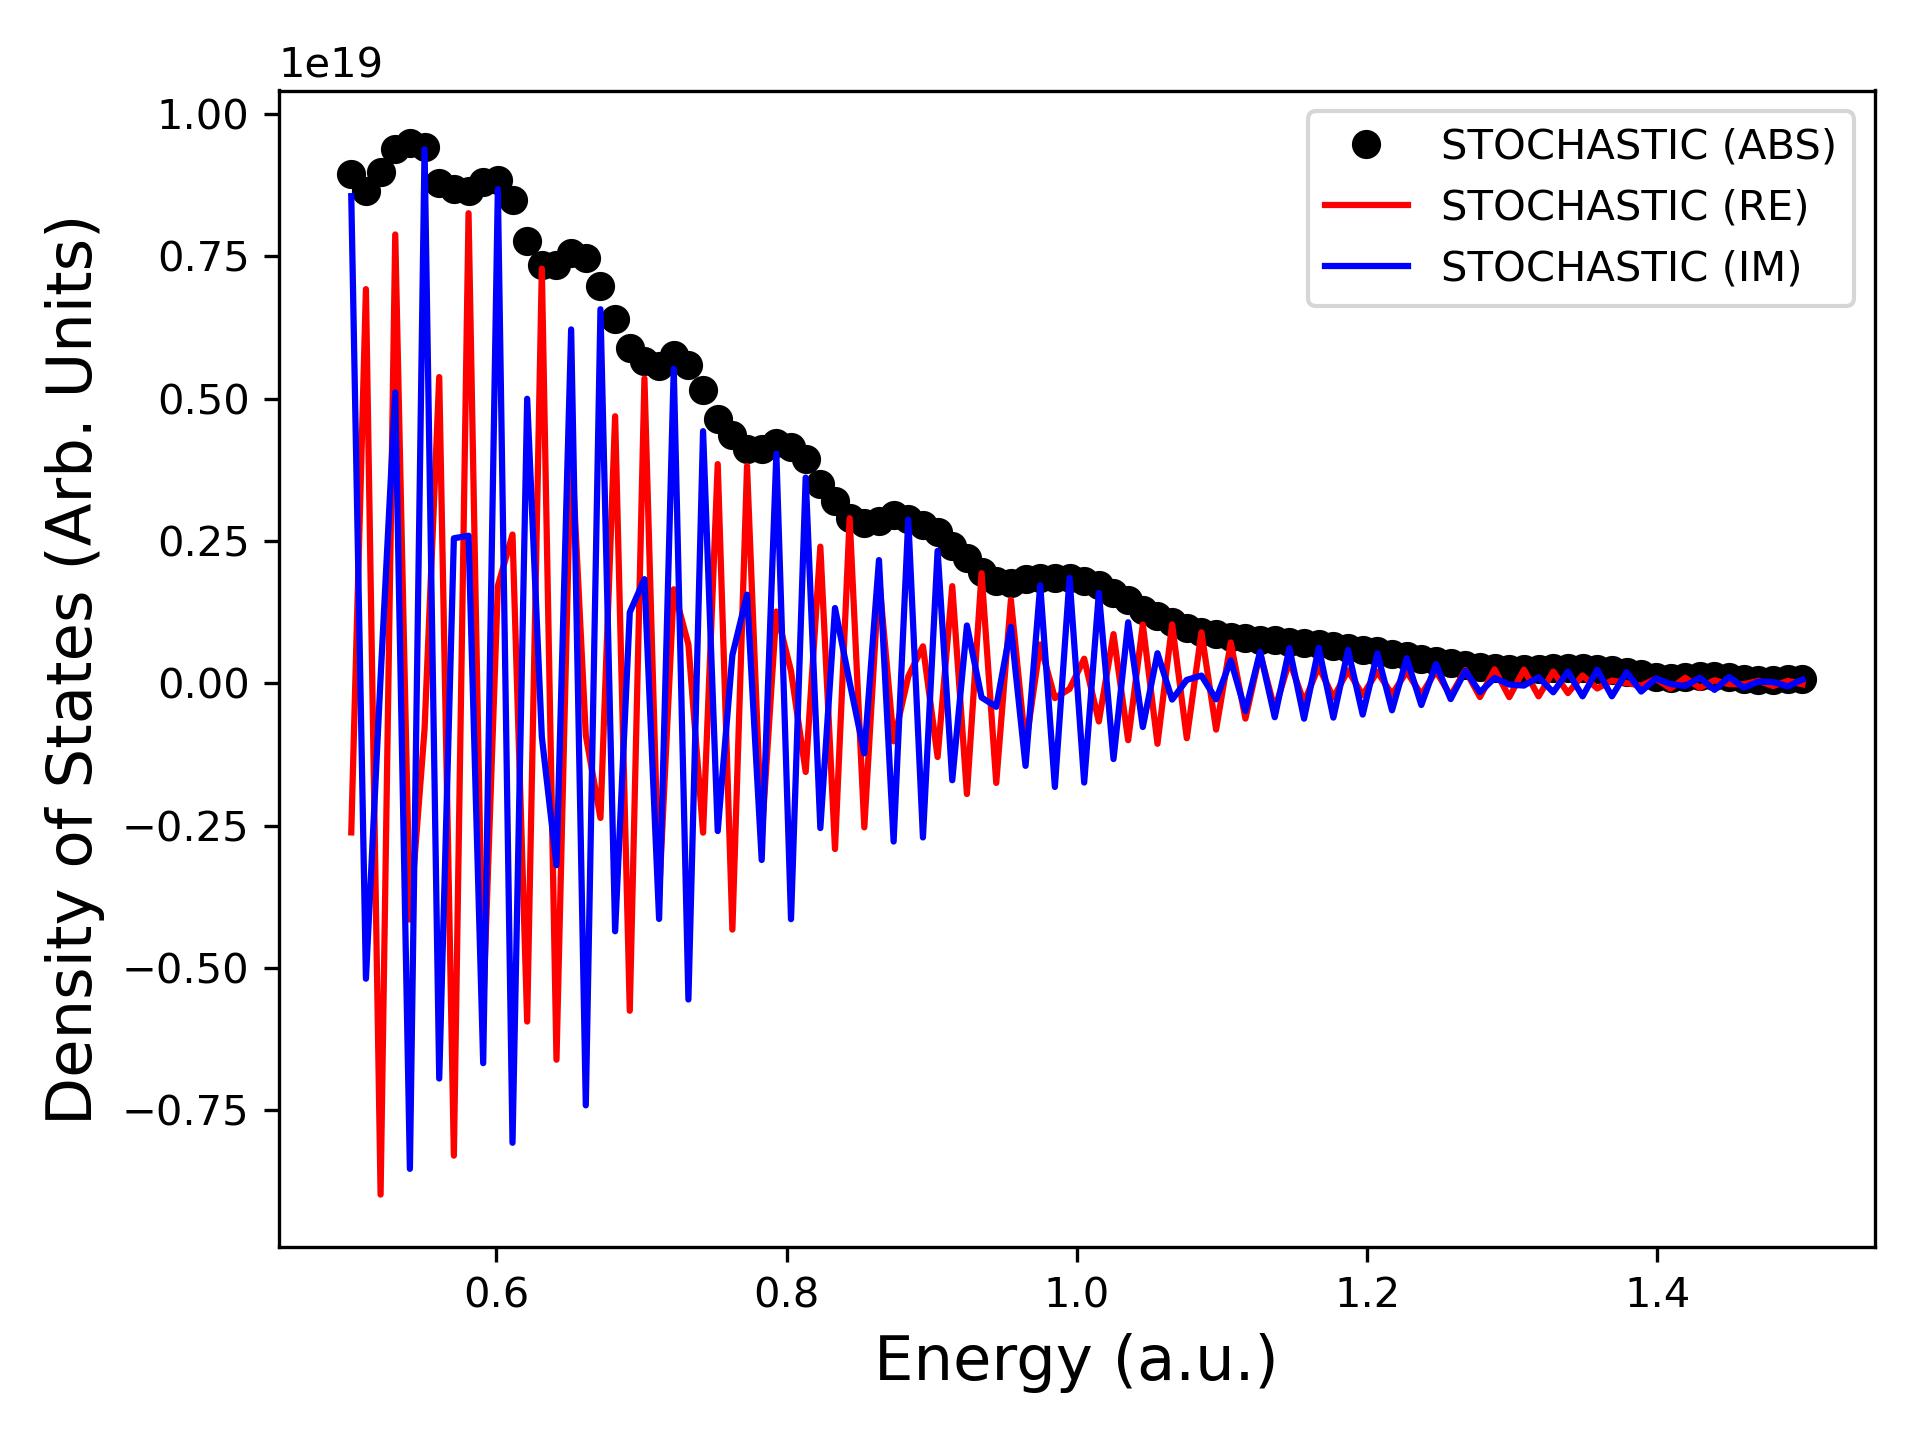 1e19
1.00
0.75
0.50
0.25
0.00
−0.25
−0.50
−0.75
Density of States (Arb. Units)
STOCHASTIC (ABS)
STOCHASTIC (RE)
STOCHASTIC (IM)
0.6 0.8 1.0 1.2 1.4
Energy (a.u.)